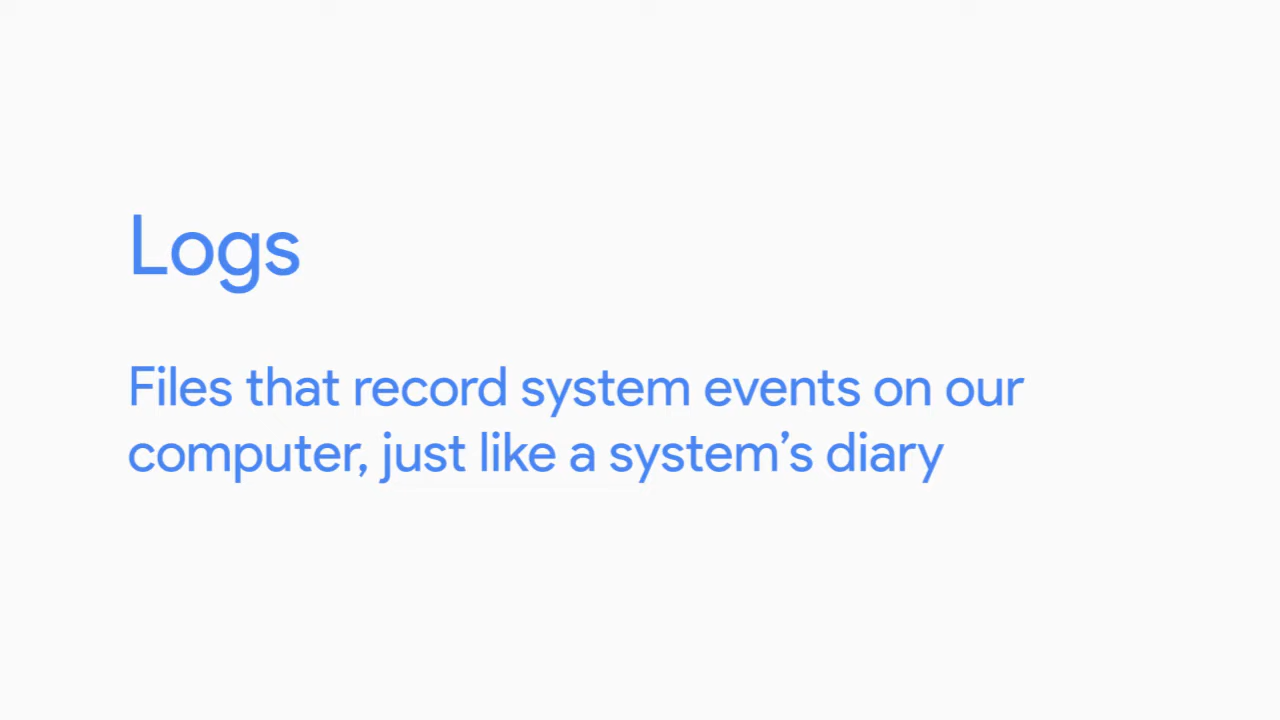 Logs
Files that record system events on our
computer, just like a system’s diary